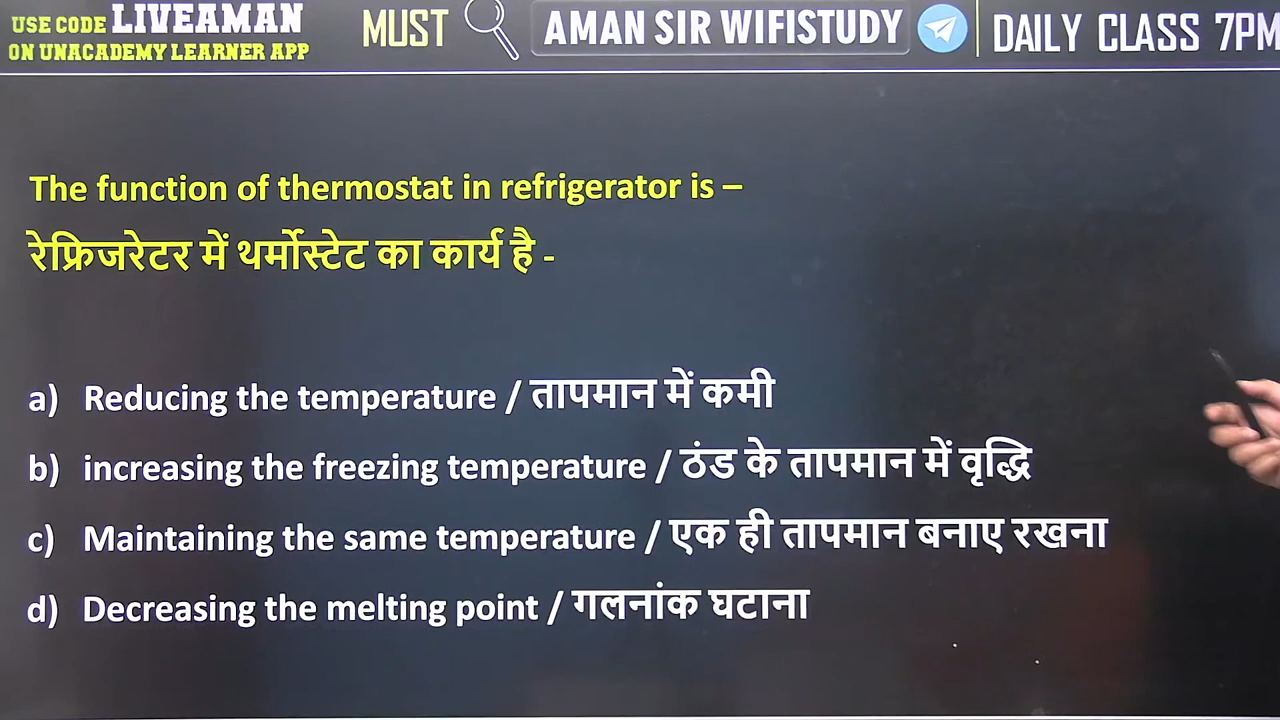 USE CODE LIVEAMAN
ON UNACADEMY LEARNER APP
MUST
AMAN SIR WIFISTUDY
DAILY CLASS 7PM
The function of thermostat in refrigerator is –
रेफ्रिजरेटर में थर्मोस्टेट का कार्य है -
a) Reducing the temperature / तापमान में कमी
b) increasing the freezing temperature / ठंड के तापमान में वृद्धि
c) Maintaining the same temperature / एक ही तापमान बनाए रखना
d) Decreasing the melting point / गलनांक घटाना